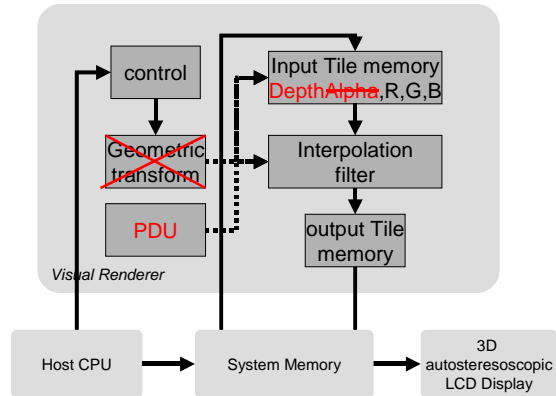 control
Input Tile memory
DepthAlpha,R,G,B
Geometric
transform
Interpolation
filter
PDU
output Tile
memory
Visual Renderer
Host CPU
System Memory
3D
autosteresoscopic
LCD Display